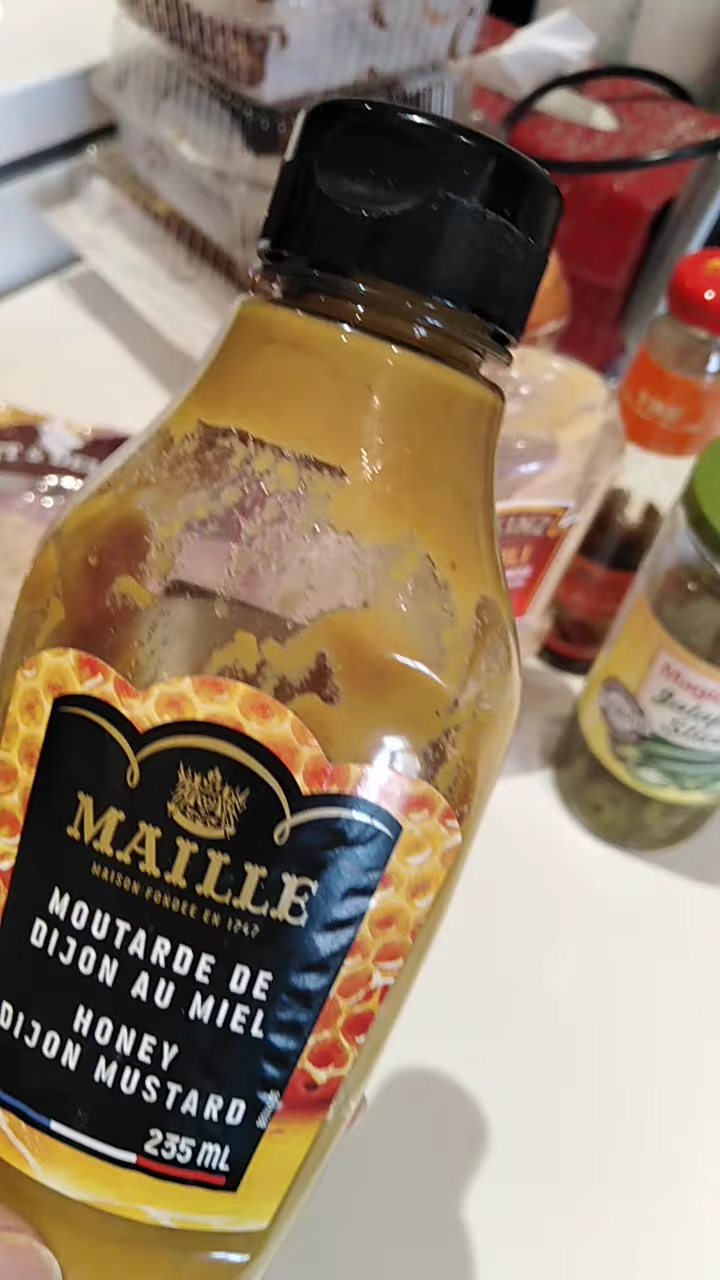 MAILLE
MAISON FONDÉE EN 1747
MOUTARDE DE
DIJON AU MIEL
HONEY
DIJON MUSTARD
235 mL